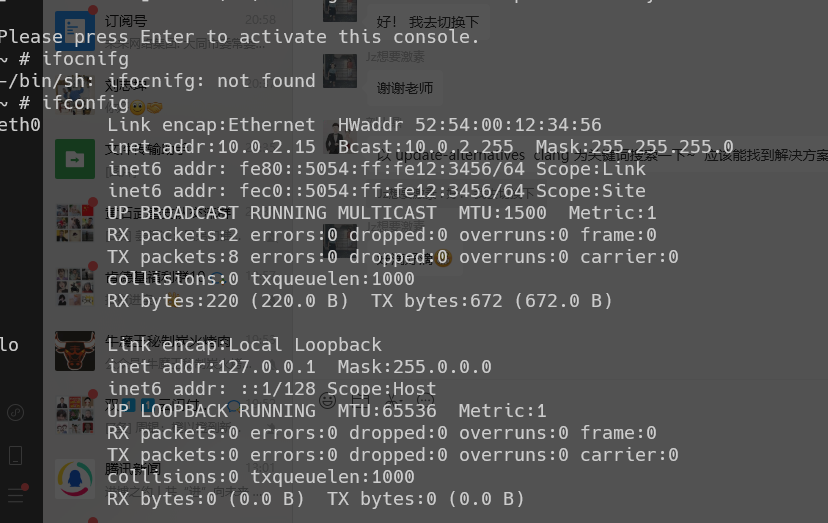 订阅号
20:58
好！ 我去切换下
Please press Enter to activate this console.
~ # ifocnifg
-/bin/sh: ifocnifg: not found
谢谢老师
~ # ifconfig
eth0 Link encap:Ethernet HWaddr 52:54:00:12:34:56
inet addr:10.0.2.15 Bcast:10.0.2.255 Mask:255.255.255.0
以 update-alternatives clang 为关键词搜索一下~ 应该能找到解决方案
inet6 addr: fe80::5054:ff:fe12:3456/64 Scope:Link
inet6 addr: fec0::5054:ff:fe12:3456/64 Scope:Site
UP BROADCAST RUNNING MULTICAST MTU:1500 Metric:1
RX packets:2 errors:0 dropped:0 overruns:0 frame:0
TX packets:8 errors:0 dropped:0 overruns:0 carrier:0
collisions:0 txqueuelen:1000
RX bytes:220 (220.0 B) TX bytes:672 (672.0 B)
lo Link encap:Local Loopback
inet addr:127.0.0.1 Mask:255.0.0.0
inet6 addr: ::1/128 Scope:Host
UP LOOPBACK RUNNING MTU:65536 Metric:1
RX packets:0 errors:0 dropped:0 overruns:0 frame:0
TX packets:0 errors:0 dropped:0 overruns:0 carrier:0
腾讯新闻
collisions:0 txqueuelen:1000
RX bytes:0 (0.0 B) TX bytes:0 (0.0 B)